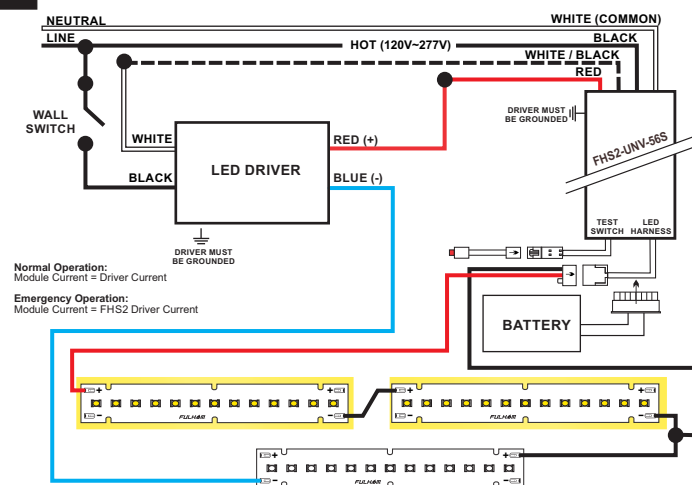 NEUTRAL
WHITE (COMMON)
LINE
HOT (120V~277V)
BLACK
WHITE / BLACK
RED
WALL
SWITCH
DRIVER MUST
BE GROUNDED
FHS2-UNV-56S
WHITE
LED DRIVER
RED (+)
BLACK
BLUE (-)
DRIVER MUST
BE GROUNDED
TEST
SWITCH
LED
HARNESS
Normal Operation:
Module Current = Driver Current
Emergency Operation:
Module Current = FHS2 Driver Current
BATTERY
+
+
+
+
FULHAM
-
-
FULHAM
-
-
+
+
-
FULHAM
-